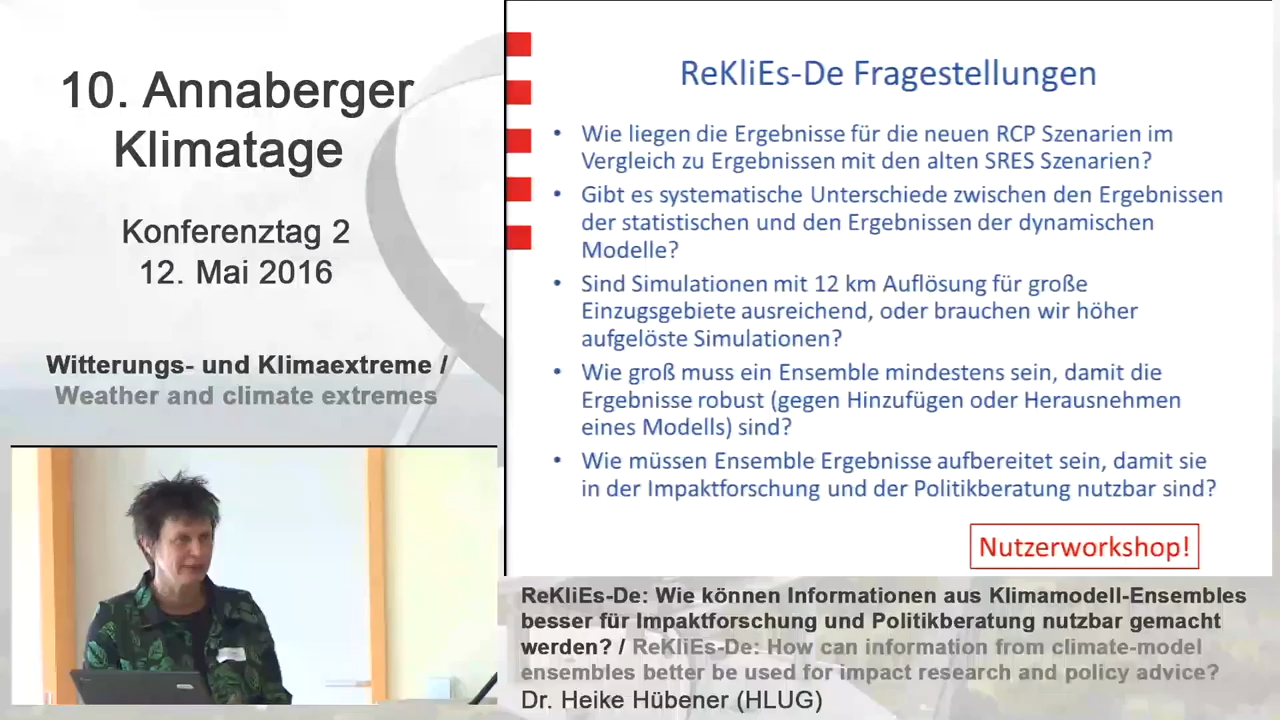 10. Annaberger
Klimatage
Konferenztag 2
12. Mai 2016
Witterungs- und Klimaextreme /
Weather and climate extremes
ReKliEs-De Fragestellungen
• Wie liegen die Ergebnisse für die neuen RCP Szenarien im
Vergleich zu Ergebnissen mit den alten SRES Szenarien?
• Gibt es systematische Unterschiede zwischen den Ergebnissen
der statistischen und den Ergebnissen der dynamischen
Modelle?
• Sind Simulationen mit 12 km Auflösung für große
Einzugsgebiete ausreichend, oder brauchen wir höher
aufgelöste Simulationen?
• Wie groß muss ein Ensemble mindestens sein, damit die
Ergebnisse robust (gegen Hinzufügen oder Herausnehmen
eines Modells) sind?
• Wie müssen Ensemble Ergebnisse aufbereitet sein, damit sie
in der Impaktforschung und der Politikberatung nutzbar sind?
Nutzerworkshop!
ReKliEs-De: Wie können Informationen aus Klimamodell-Ensembles
besser für Impaktforschung und Politikberatung nutzbar gemacht
werden? / ReKliEs-De: How can information from climate-model
ensembles better be used for impact research and policy advice?
Dr. Heike Hübener (HLUG)